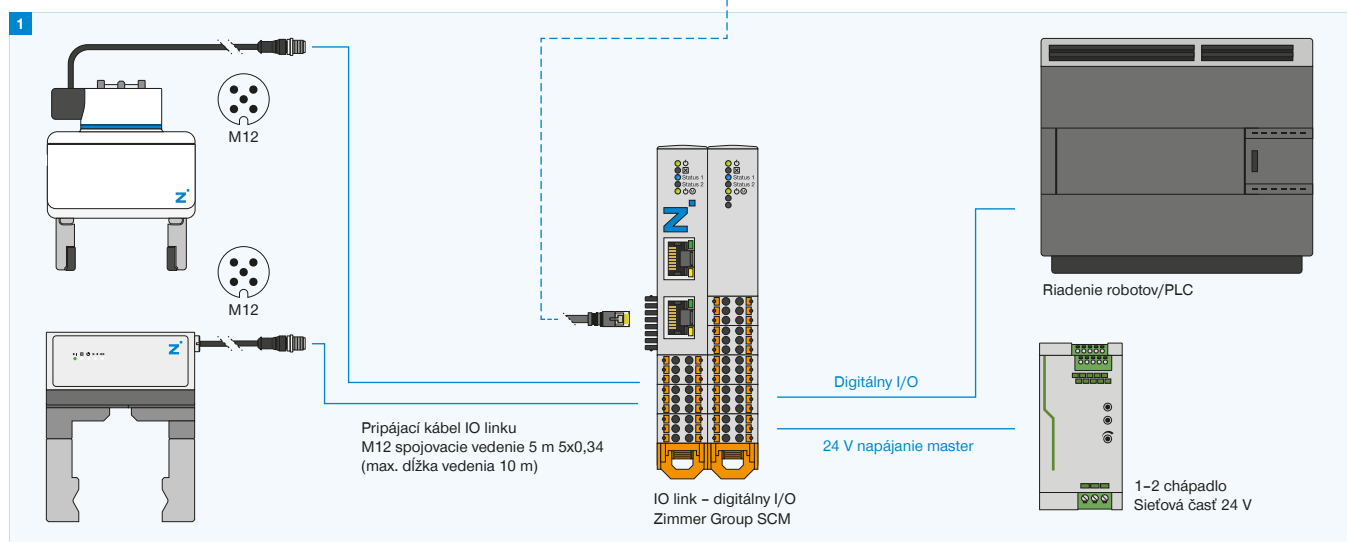 1
M12
M12
Status 1
Status 2
Status 1
Status 2
Riadenie robotov/PLC
Digitálny I/O
Pripájací kábel IO linku
M12 spojovacie vedenie 5 m 5x0,34
(max. dĺžka vedenia 10 m)
24 V napájanie master
IO link – digitálny I/O
Zimmer Group SCM
1–2 chápadlo
Sieťová časť 24 V